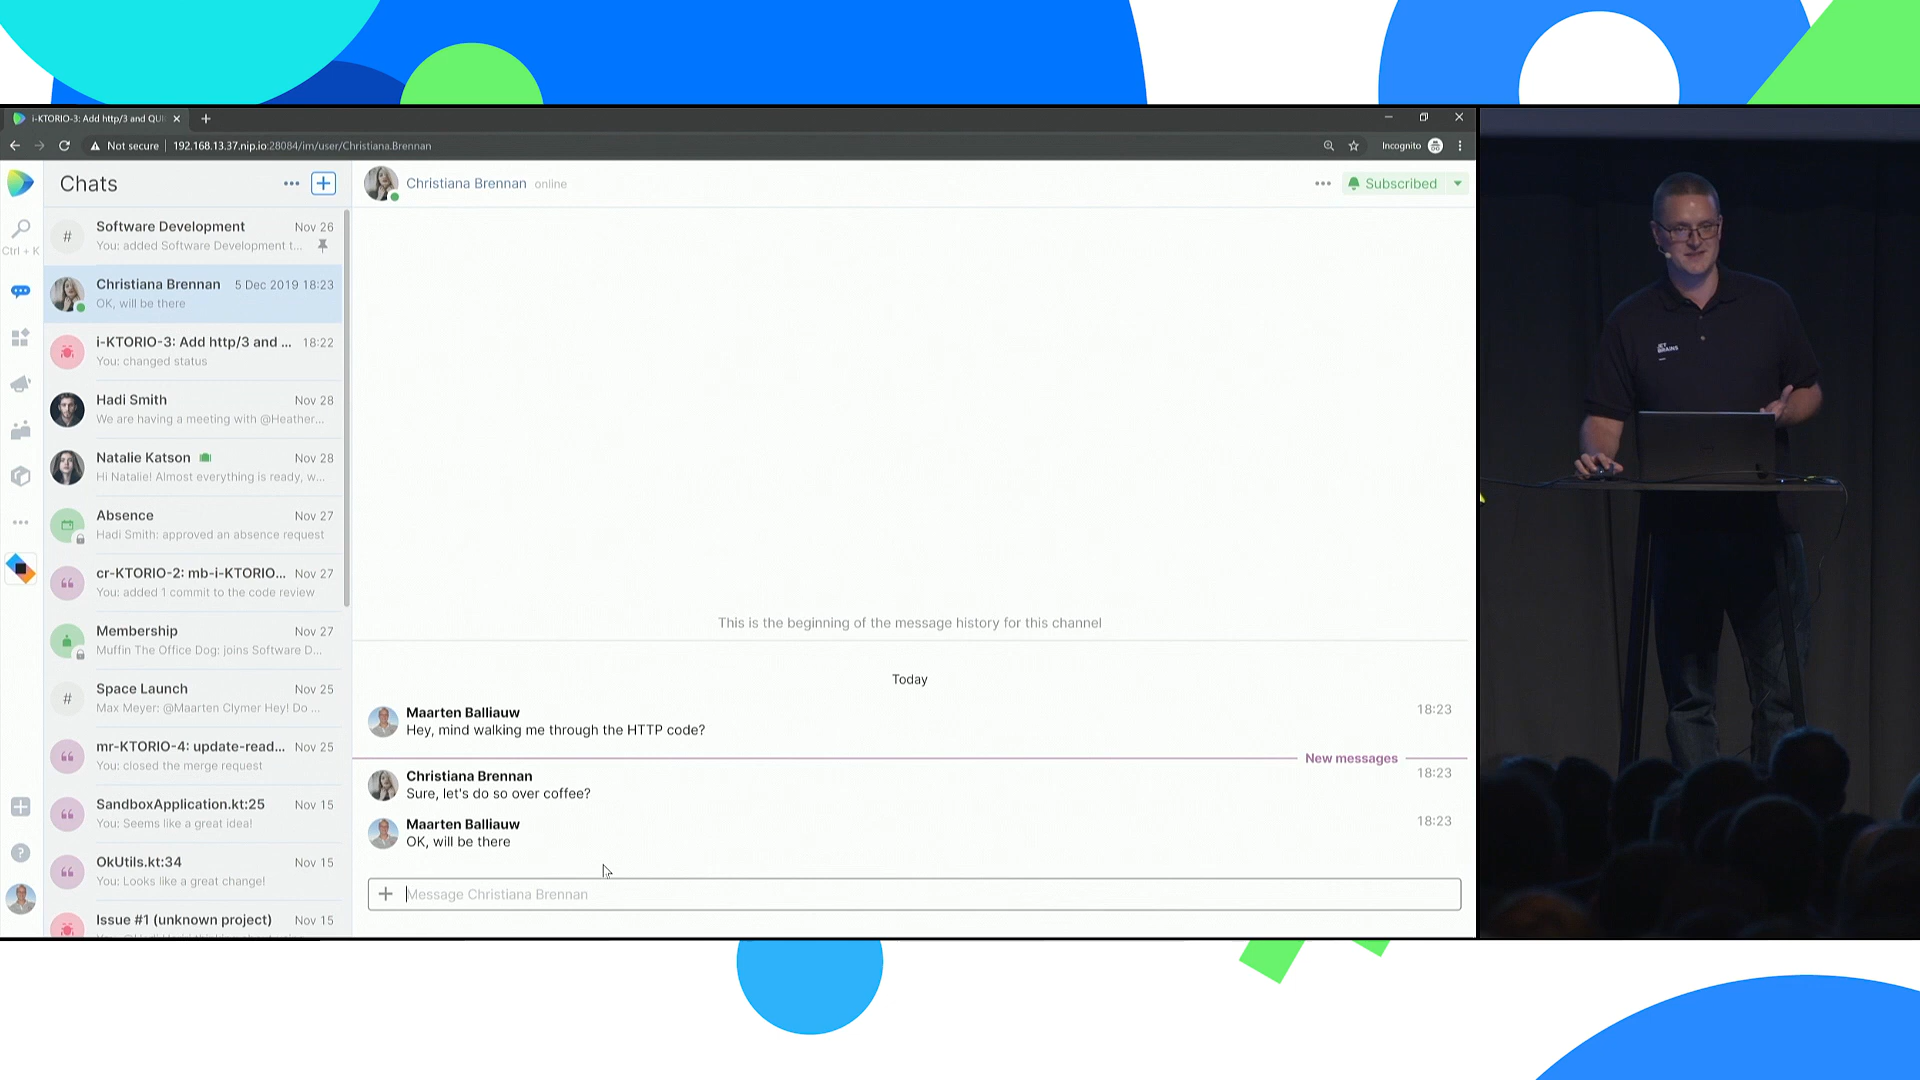 i-KTORIO-3: Add http/3 and QUI
Not secure
192.168.13.37.nip.io:28084/im/user/Christiana.Brennan
Incognito
Chats
Ctrl + K
Software Development
Nov 26
You: added Software Development t...
Christiana Brennan
5 Dec 2019 18:23
OK, will be there
i-KTORIO-3: Add http/3 and ...
18:22
You: changed status
Hadi Smith
Nov 28
We are having a meeting with @Heather...
Natalie Katson
Nov 28
Hi Natalie! Almost everything is ready, w...
Absence
Nov 27
Hadi Smith: approved an absence request
cr-KTORIO-2: mb-i-KTORIO...
Nov 27
You: added 1 commit to the code review
Membership
Nov 27
Muffin The Office Dog: joins Software D...
Space Launch
Nov 25
Max Meyer: @Maarten Clymer Hey! Do ...
mr-KTORIO-4: update-read...
Nov 25
You: closed the merge request
SandboxApplication.kt:25
Nov 15
You: Seems like a great idea!
OkUtils.kt:34
Nov 15
You: Looks like a great change!
Issue #1 (unknown project)
Nov 15
Christiana Brennan online
Subscribed
This is the beginning of the message history for this channel
Today
Maarten Balliauw
18:23
Hey, mind walking me through the HTTP code?
New messages
Christiana Brennan
18:23
Sure, let's do so over coffee?
Maarten Balliauw
18:23
OK, will be there
Message Christiana Brennan
JET
BRAINS